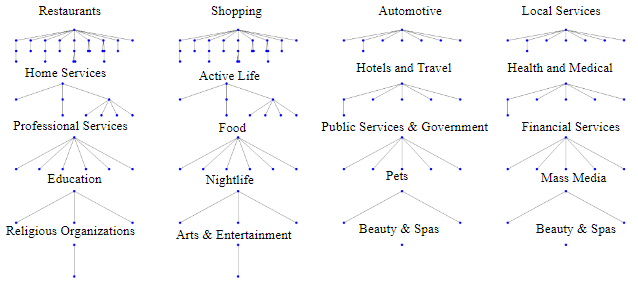 Restaurants
Shopping
Automotive
Local Services
Home Services
Active Life
Hotels and Travel
Health and Medical
Professional Services
Food
Public Services & Government
Financial Services
Education
Nightlife
Pets
Mass Media
Religious Organizations
Arts & Entertainment
Beauty & Spas
Beauty & Spas